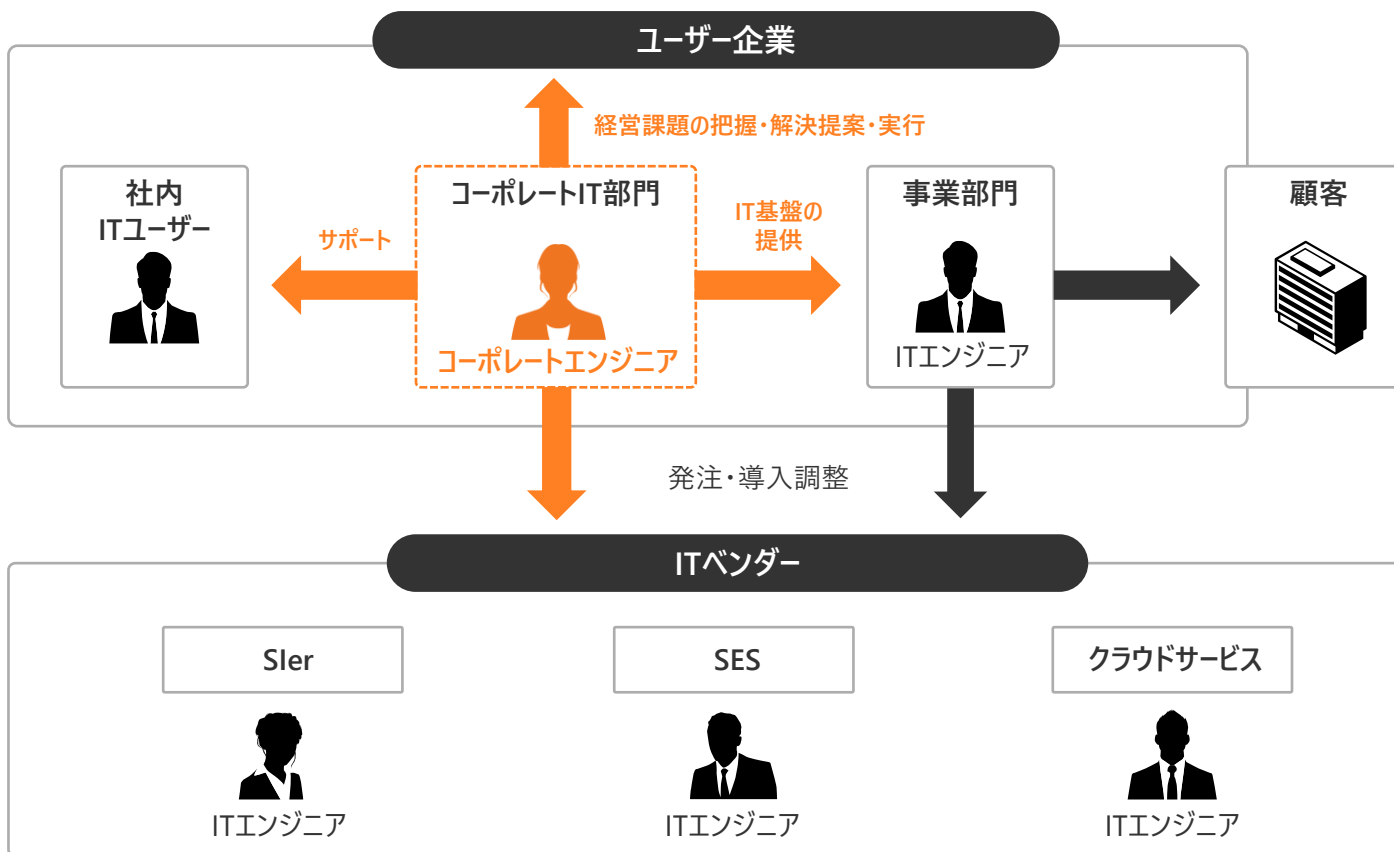 ユーザー企業
経営課題の把握・解決提案・実行
社内
ITユーザー
サポート
コーポレートIT部門
コーポレートエンジニア
IT基盤の
提供
事業部門
ITエンジニア
顧客
発注・導入調整
ITベンダー
SIer
SES
クラウドサービス
ITエンジニア
ITエンジニア
ITエンジニア